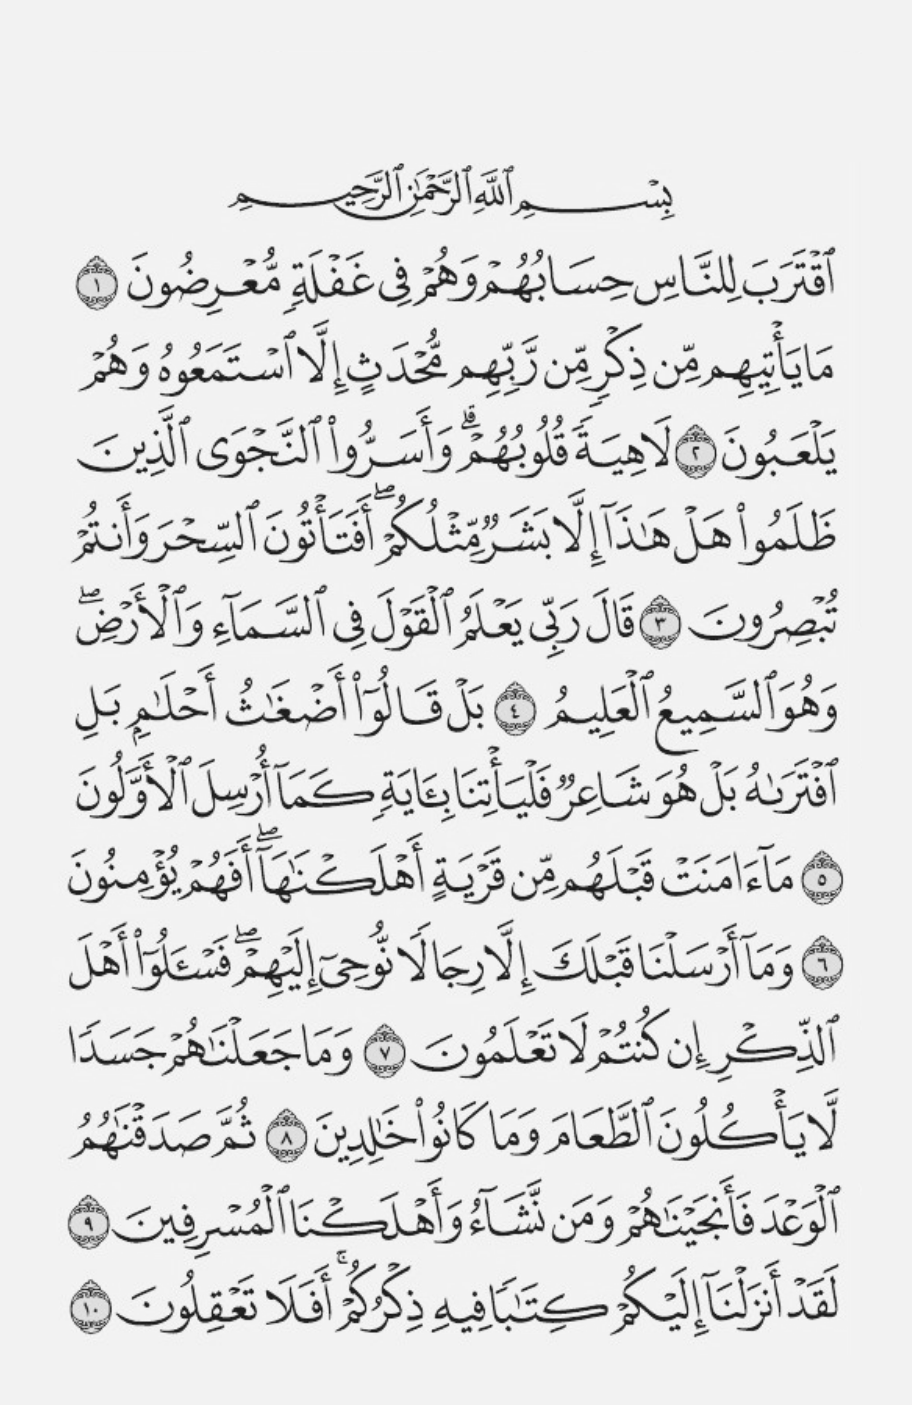 بِسۡمِ ٱللَّهِ ٱلرَّحۡمَٰنِ ٱلرَّحِيمِ
ٱقۡتَرَبَ لِلنَّاسِ حِسَابُهُمۡ وَهُمۡ فِي غَفۡلَةٖ مُّعۡرِضُونَ ١
مَا يَأۡتِيهِم مِّن ذِكۡرٖ مِّن رَّبِّهِم مُّحۡدَثٍ إِلَّا ٱسۡتَمَعُوهُ وَهُمۡ
يَلۡعَبُونَ ٢ لَاهِيَةٗ قُلُوبُهُمۡۗ وَأَسَرُّواْ ٱلنَّجۡوَى ٱلَّذِينَ
ظَلَمُواْ هَلۡ هَٰذَآ إِلَّا بَشَرٞ مِّثۡلُكُمۡۖ أَفَتَأۡتُونَ ٱلسِّحۡرَ وَأَنتُمۡ
تُبۡصِرُونَ ٣ قَالَ رَبِّي يَعۡلَمُ ٱلۡقَوۡلَ فِي ٱلسَّمَآءِ وَٱلۡأَرۡضِۖ
وَهُوَ ٱلسَّمِيعُ ٱلۡعَلِيمُ ٤ بَلۡ قَالُوٓاْ أَضۡغَٰثُ أَحۡلَٰمِۭ بَلِ
ٱفۡتَرَىٰهُ بَلۡ هُوَ شَاعِرٞ فَلۡيَأۡتِنَا بِـَٔايَةٖ كَمَآ أُرۡسِلَ ٱلۡأَوَّلُونَ
٥ مَآ ءَامَنَتۡ قَبۡلَهُم مِّن قَرۡيَةٍ أَهۡلَكۡنَٰهَآۖ أَفَهُمۡ يُؤۡمِنُونَ
٦ وَمَآ أَرۡسَلۡنَا قَبۡلَكَ إِلَّا رِجَالٗا نُّوحِيٓ إِلَيۡهِمۡۖ فَسۡـَٔلُوٓاْ أَهۡلَ
ٱلذِّكۡرِ إِن كُنتُمۡ لَا تَعۡلَمُونَ ٧ وَمَا جَعَلۡنَٰهُمۡ جَسَدٗا
لَّا يَأۡكُلُونَ ٱلطَّعَامَ وَمَا كَانُواْ خَٰلِدِينَ ٨ ثُمَّ صَدَقۡنَٰهُمُ
ٱلۡوَعۡدَ فَأَنجَيۡنَٰهُمۡ وَمَن نَّشَآءُ وَأَهۡلَكۡنَا ٱلۡمُسۡرِفِينَ ٩
لَقَدۡ أَنزَلۡنَآ إِلَيۡكُمۡ كِتَٰبٗا فِيهِ ذِكۡرُكُمۡۚ أَفَلَا تَعۡقِلُونَ ١٠